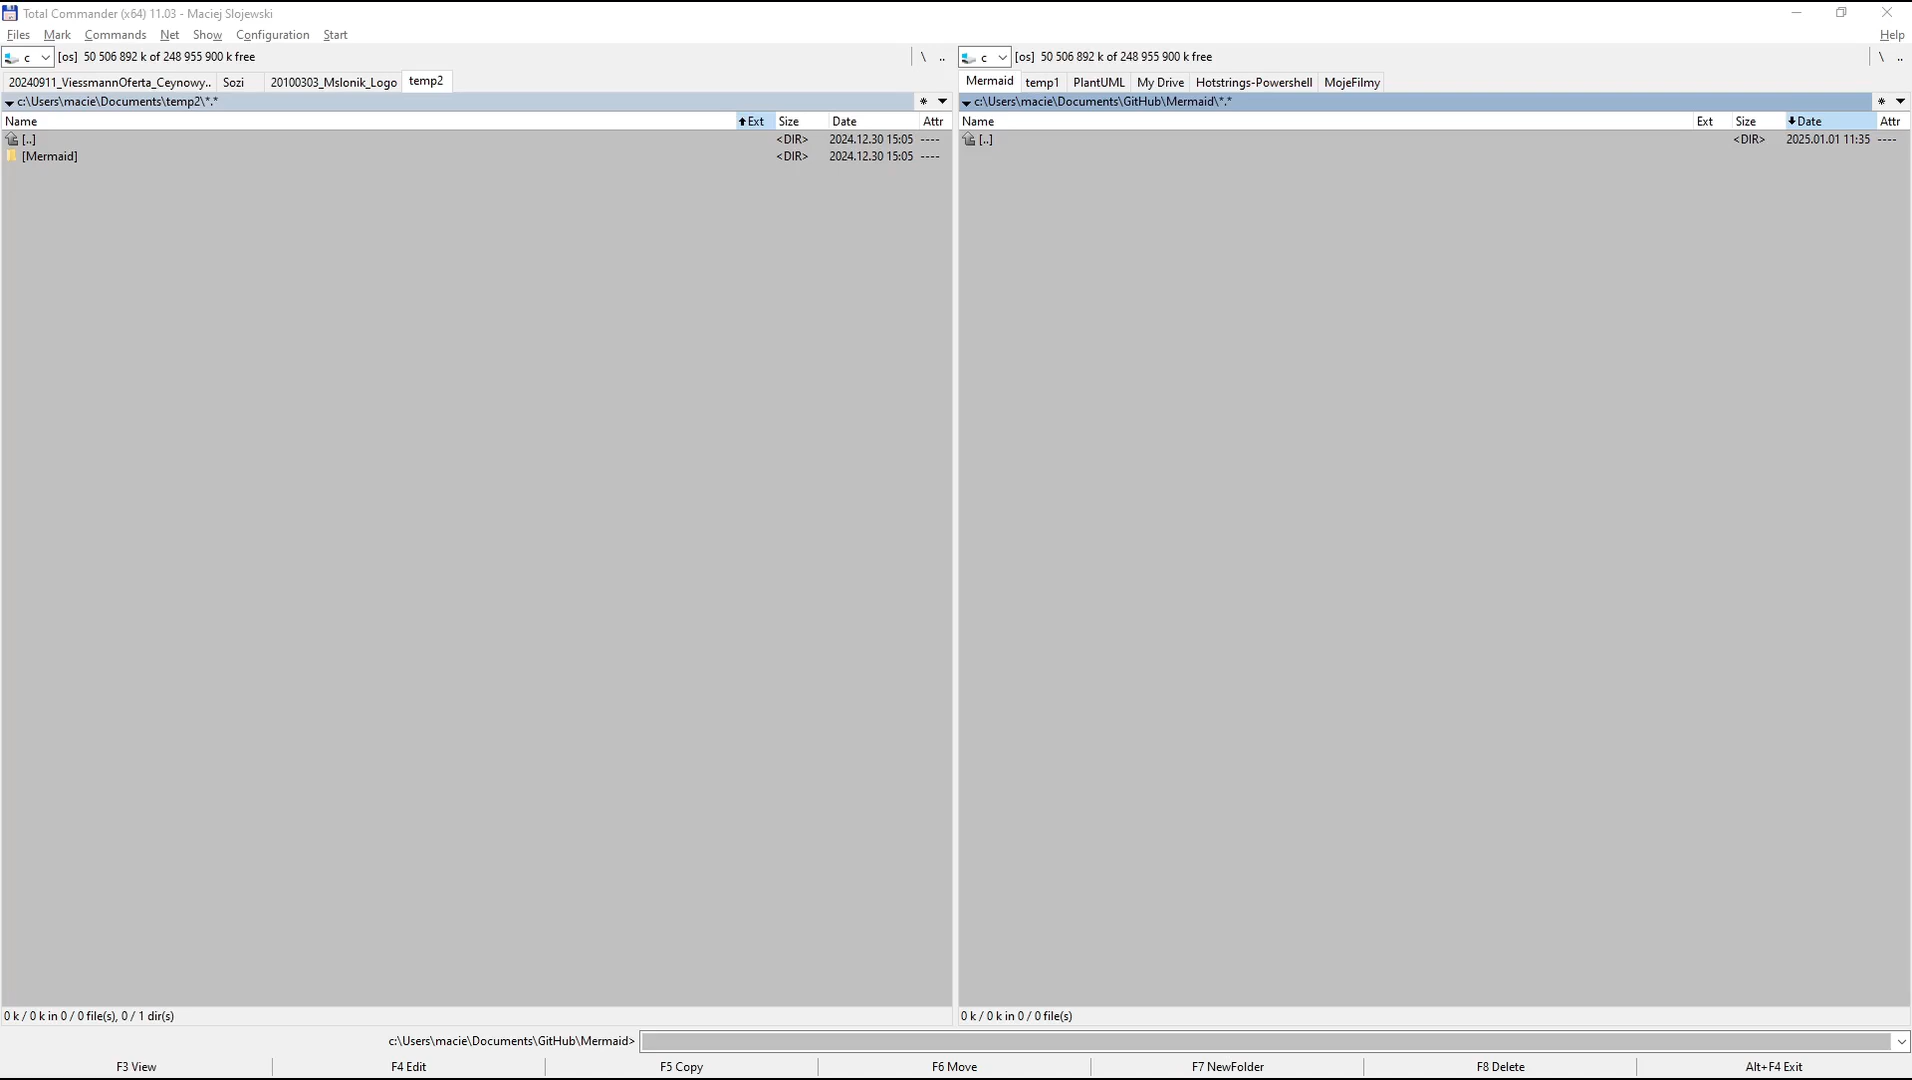 Total Commander (x64) 11.03 - Maciej Slojewski
Files Mark Commands Net Show Configuration Start Help
c [os] 50 506 892 k of 248 955 900 k free \ ..
c [os] 50 506 892 k of 248 955 900 k free \ ..
20240911_ViessmannOferta_Ceynowy.. Sozi 20100303_Mslonik_Logo temp2
Mermaid temp1 PlantUML My Drive Hotstrings-Powershell MojeFilmy
c:\Users\macie\Documents\temp2\*.* *
c:\Users\macie\Documents\GitHub\Mermaid\*.* *
Name Ext Size Date Attr
[..] <DIR> 2024.12.30 15:05 ----
[Mermaid] <DIR> 2024.12.30 15:05 ----
Name Ext Size Date Attr
[..] <DIR> 2025.01.01 11:35 ----
0 k / 0 k in 0 / 0 file(s), 0 / 1 dir(s)
0 k / 0 k in 0 / 0 file(s)
c:\Users\macie\Documents\GitHub\Mermaid>
F3 View F4 Edit F5 Copy F6 Move F7 NewFolder F8 Delete Alt+F4 Exit